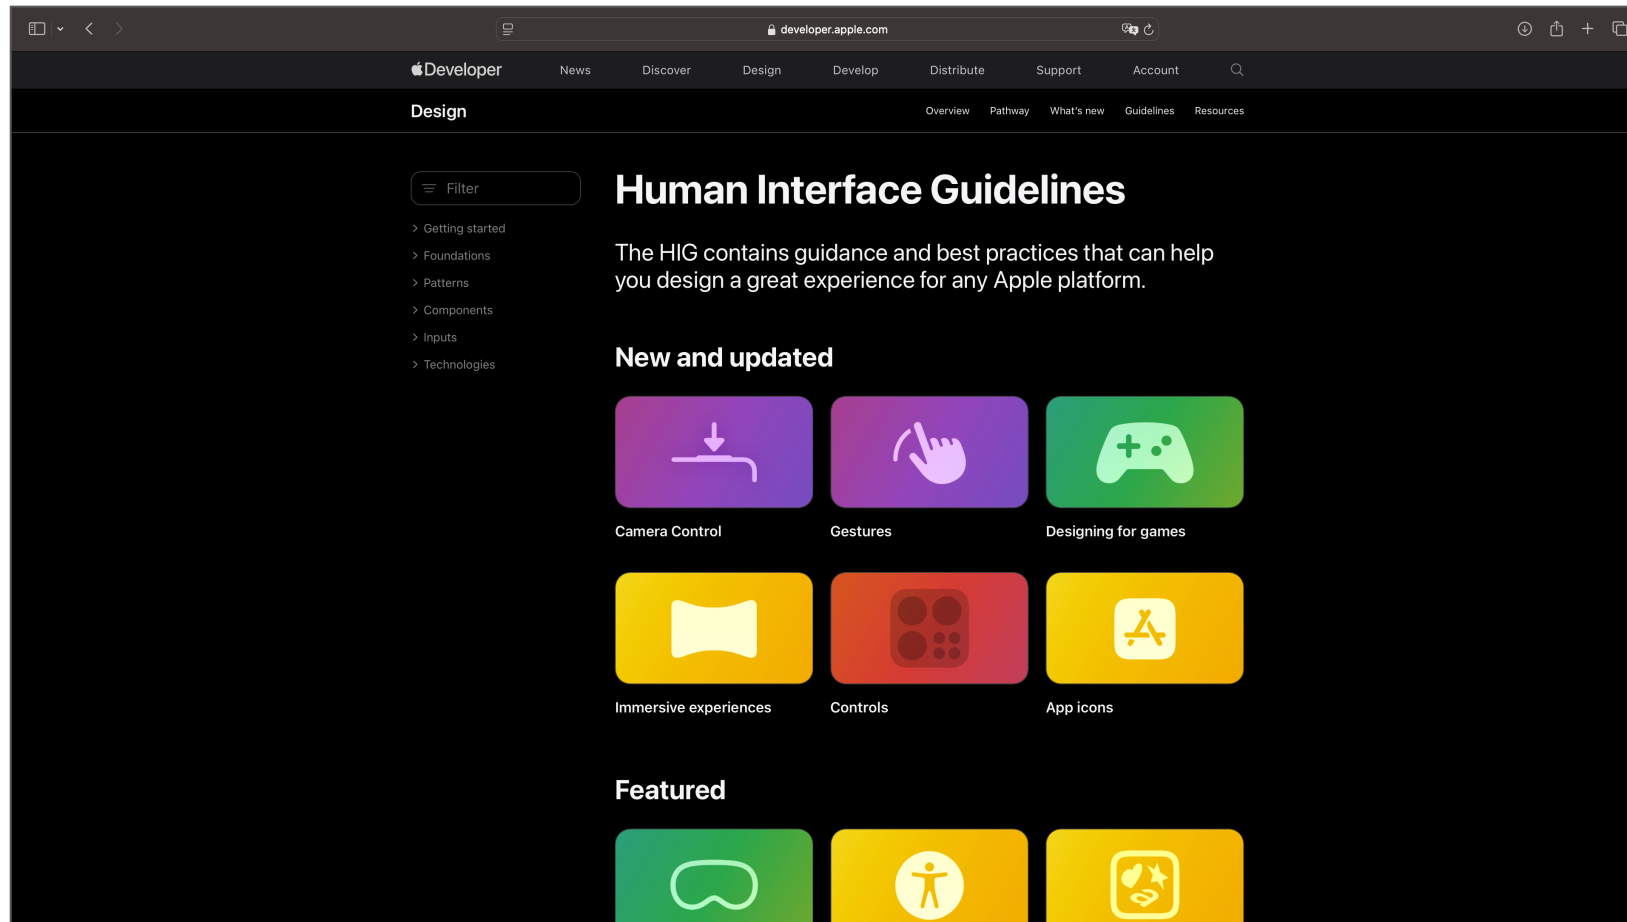 developer.apple.com
Developer
News
Discover
Design
Develop
Distribute
Support
Account
Design
Overview
Pathway
What's new
Guidelines
Resources
Filter
Getting started
Foundations
Patterns
Components
Inputs
Technologies
Human Interface Guidelines
The HIG contains guidance and best practices that can help
you design a great experience for any Apple platform.
New and updated
Camera Control
Gestures
Designing for games
Immersive experiences
Controls
App icons
Featured